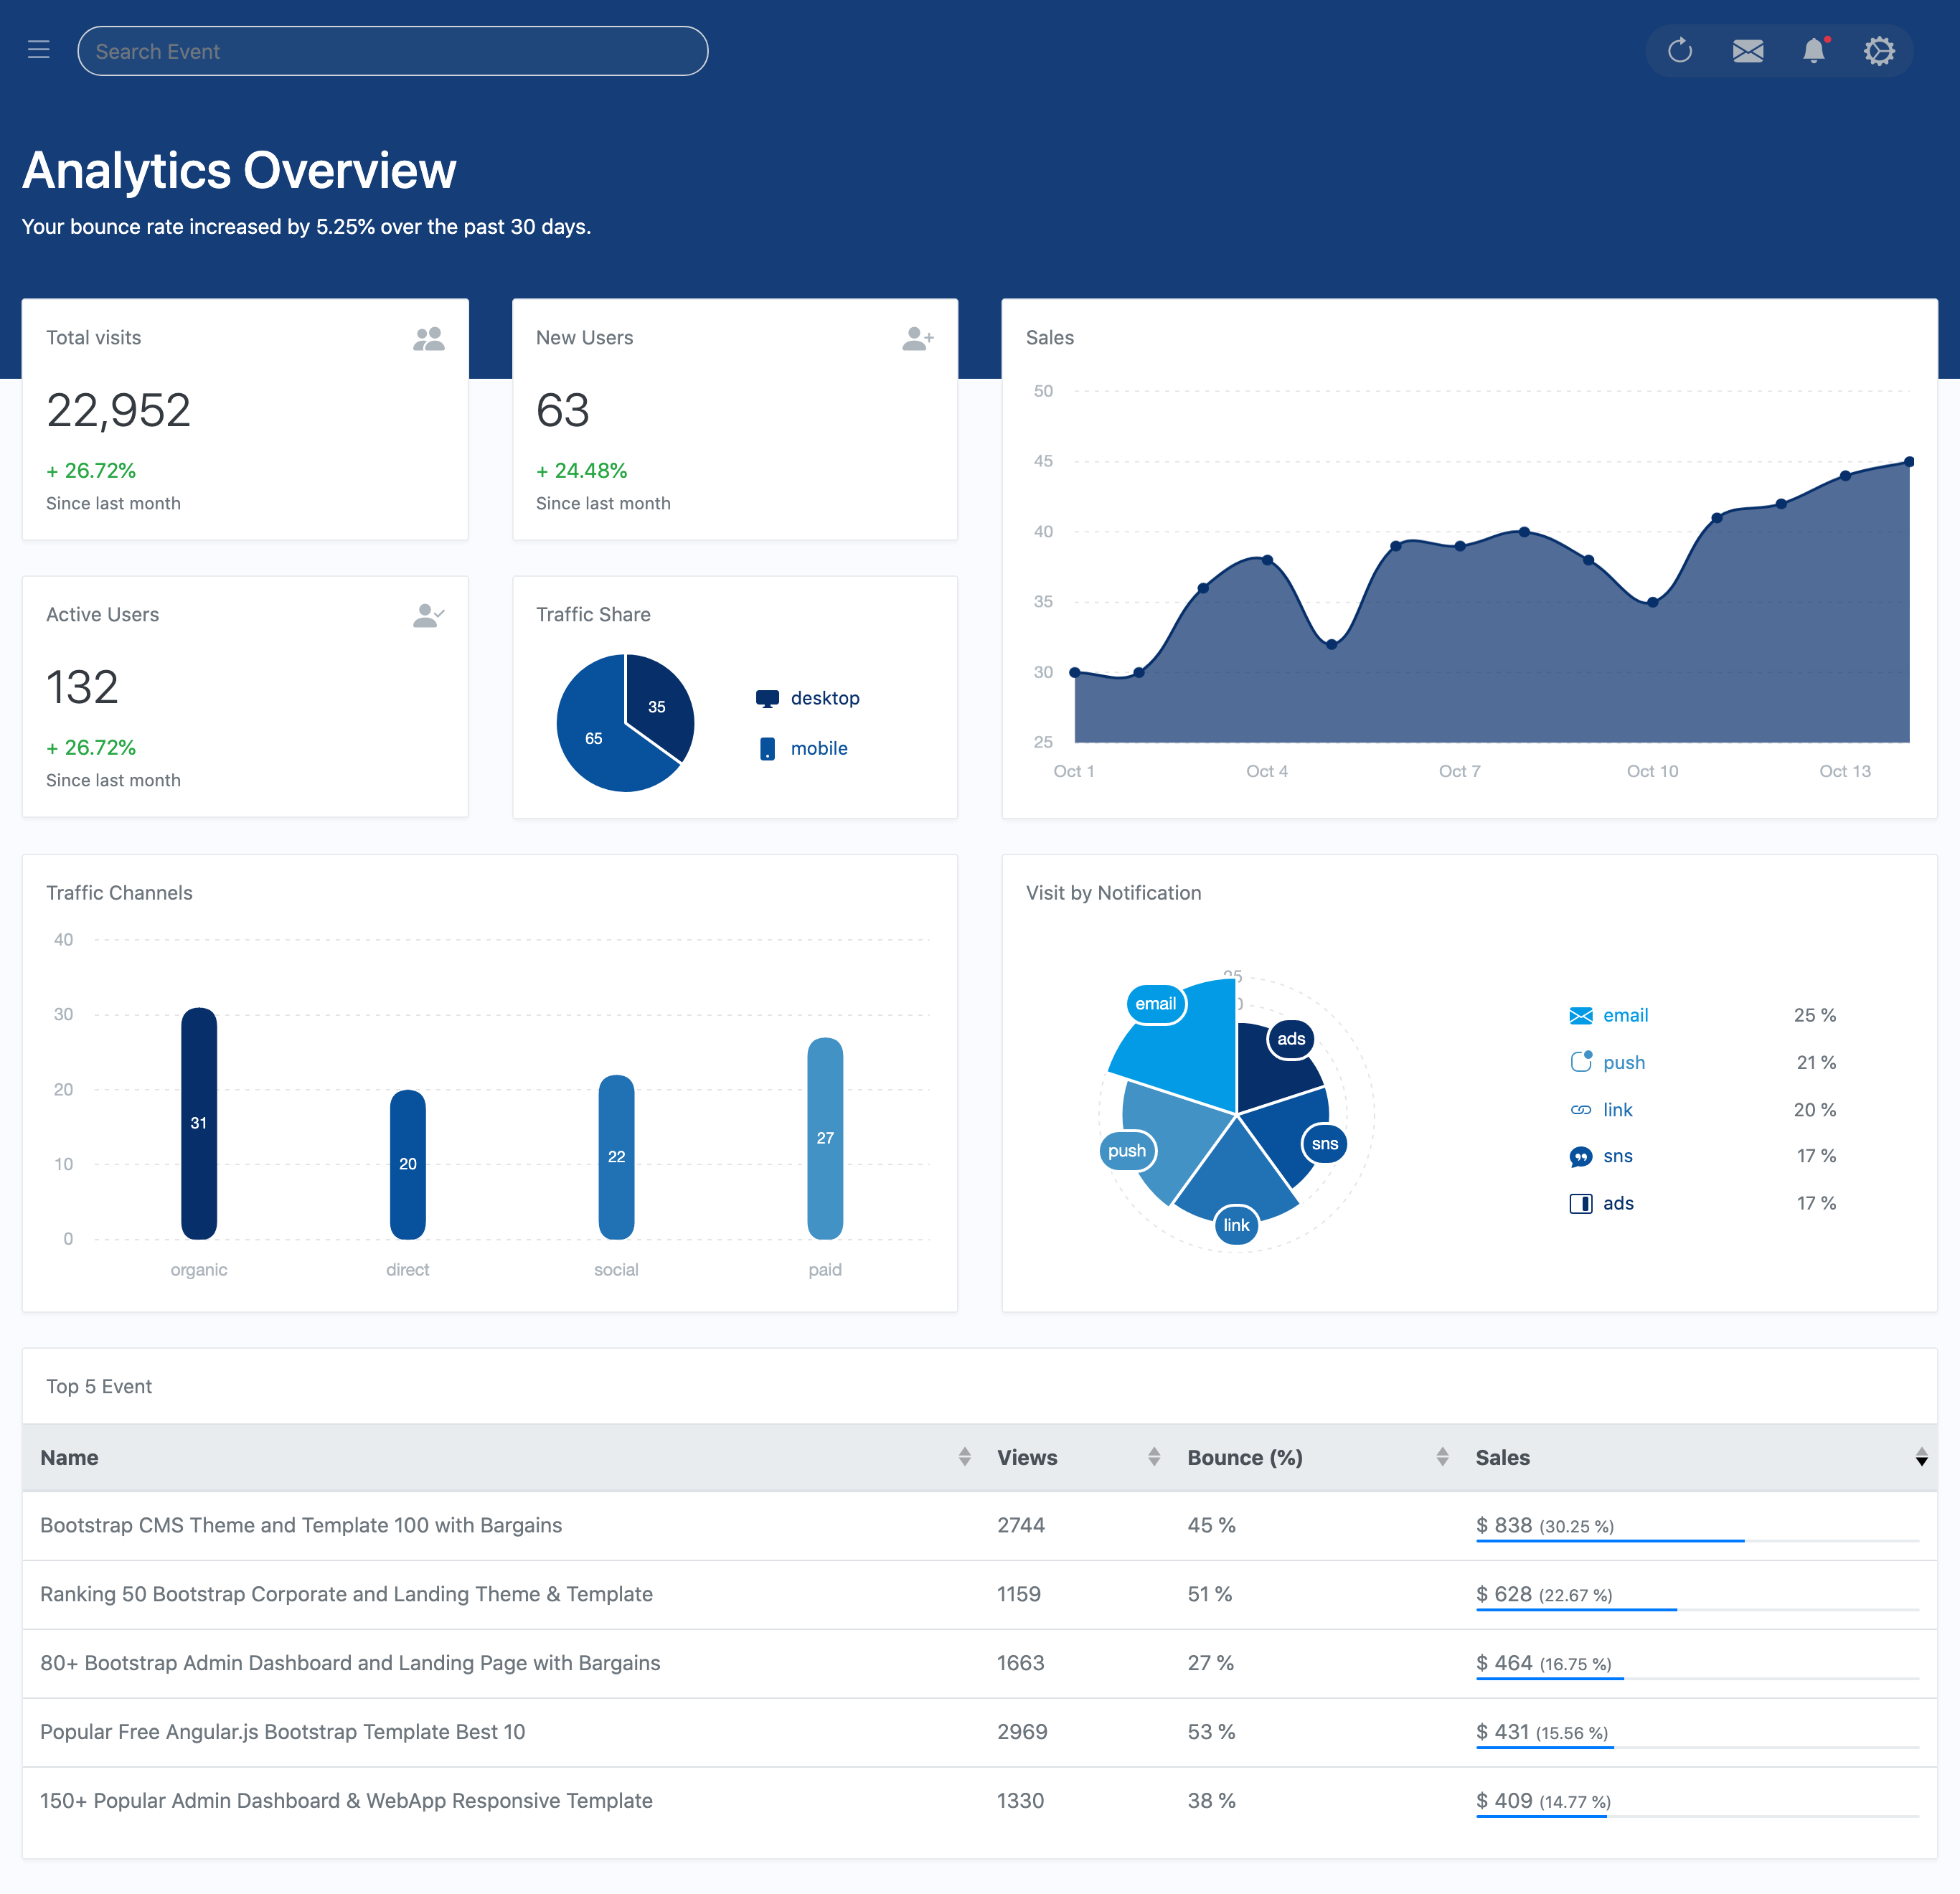 Search Event
Analytics Overview
Your bounce rate increased by 5.25% over the past 30 days.
Total visits
22,952
+ 26.72%
Since last month
New Users
63
+ 24.48%
Since last month
Sales
50
45
40
35
30
25
Oct 1
Oct 4
Oct 7
Oct 10
Oct 13
Active Users
132
+ 26.72%
Since last month
Traffic Share
35
65
desktop
mobile
Traffic Channels
40
30
20
10
0
31
20
22
27
organic
direct
social
paid
Visit by Notification
25
email
ads
push
sns
link
email 25 %
push 21 %
link 20 %
sns 17 %
ads 17 %
Top 5 Event
Name Views Bounce (%) Sales
Bootstrap CMS Theme and Template 100 with Bargains 2744 45 % $ 838 (30.25 %)
Ranking 50 Bootstrap Corporate and Landing Theme & Template 1159 51 % $ 628 (22.67 %)
80+ Bootstrap Admin Dashboard and Landing Page with Bargains 1663 27 % $ 464 (16.75 %)
Popular Free Angular.js Bootstrap Template Best 10 2969 53 % $ 431 (15.56 %)
150+ Popular Admin Dashboard & WebApp Responsive Template 1330 38 % $ 409 (14.77 %)